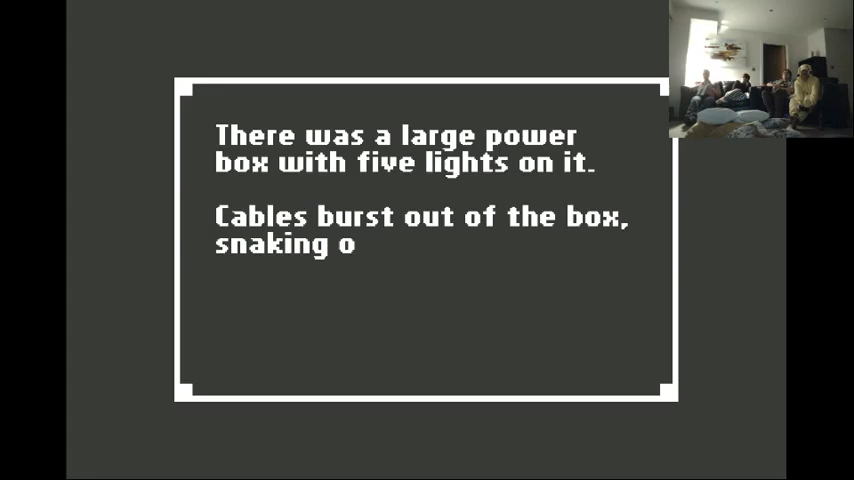 There was a large power
box with five lights on it.
Cables burst out of the box,
snaking o